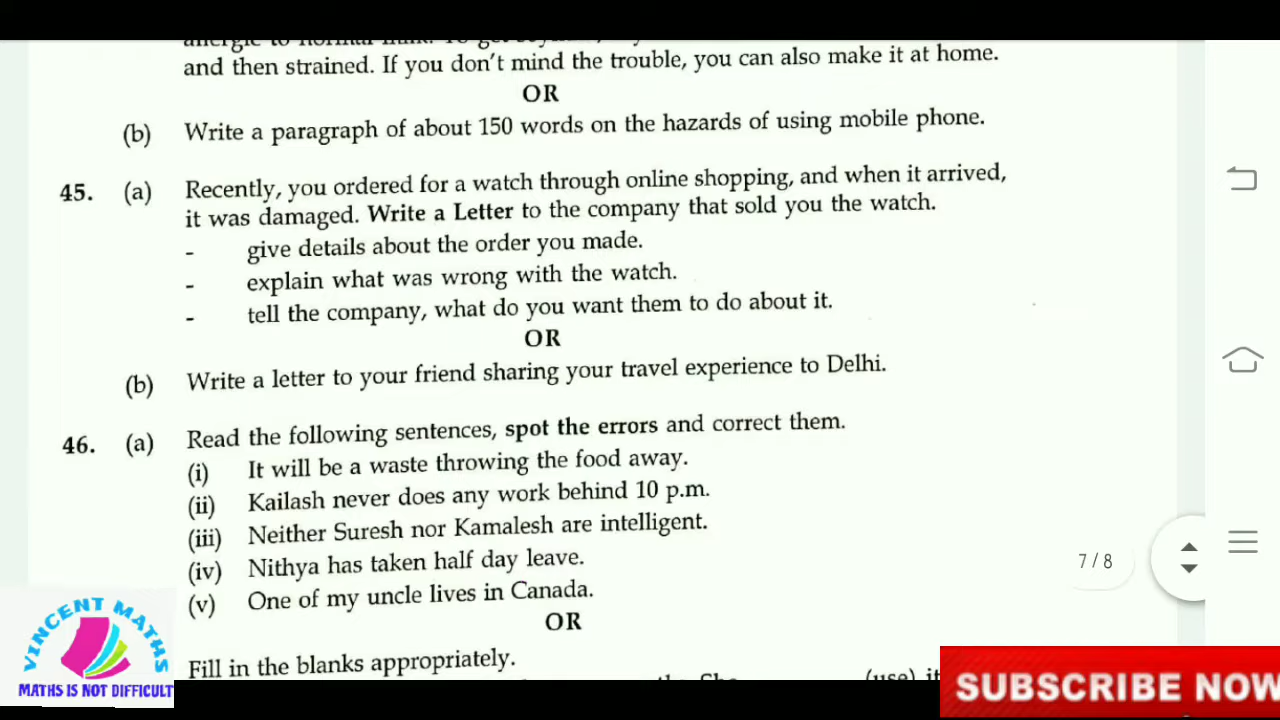 and then strained. If you don't mind the trouble, you can also make it at home.
OR
(b) Write a paragraph of about 150 words on the hazards of using mobile phone.
45. (a) Recently, you ordered for a watch through online shopping, and when it arrived,
it was damaged. Write a Letter to the company that sold you the watch.
- give details about the order you made.
- explain what was wrong with the watch.
- tell the company, what do you want them to do about it.
OR
(b) Write a letter to your friend sharing your travel experience to Delhi.
46. (a) Read the following sentences, spot the errors and correct them.
(i) It will be a waste throwing the food away.
(ii) Kailash never does any work behind 10 p.m.
(iii) Neither Suresh nor Kamalesh are intelligent.
(iv) Nithya has taken half day leave.
(v) One of my uncle lives in Canada.
OR
Fill in the blanks appropriately.
(use) it
7 / 8
VINCENT MATHS
MATHS IS NOT DIFFICULT
SUBSCRIBE NOW